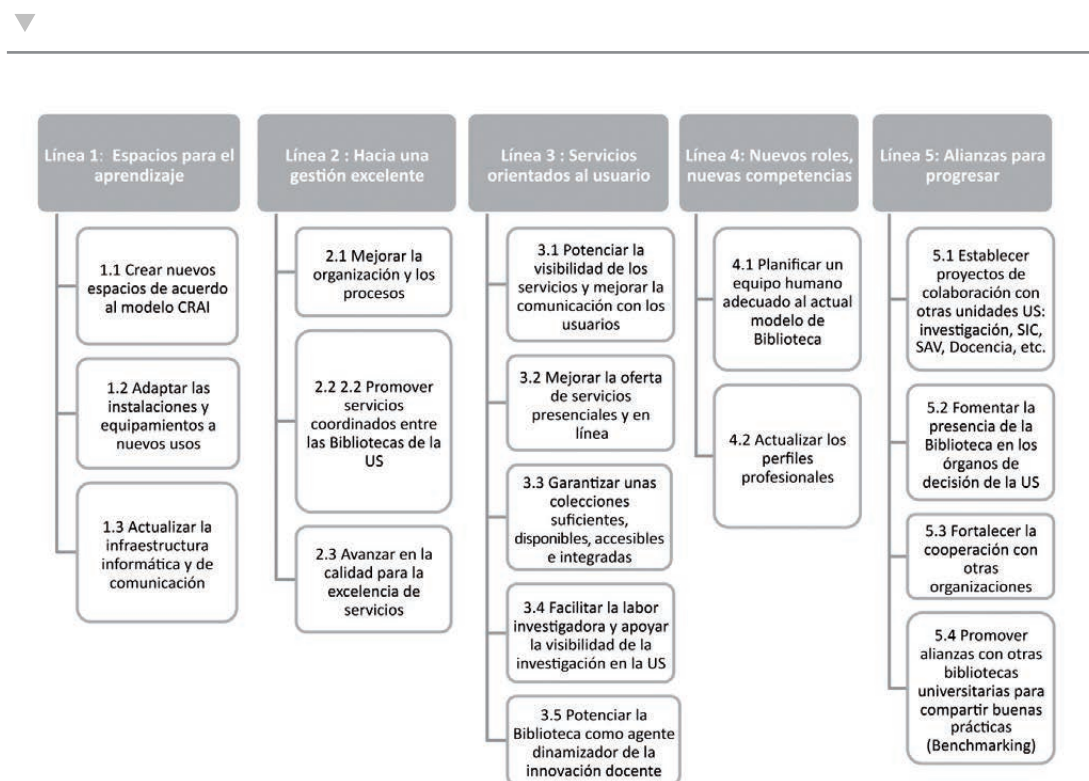 Línea 1:  Espacios para el
aprendizaje
1.1 Crear nuevos
espacios de acuerdo
al modelo CRAI
1.2 Adaptar las
instalaciones y
equipamientos a
nuevos usos
1.3 Actualizar la
infraestructura
informática y de
comunicación
Línea 2 : Hacia una
gestión excelente
2.1 Mejorar la
organización y los
procesos
2.2 2.2 Promover
servicios
coordinados entre
las Bibliotecas de la
US
2.3 Avanzar en la
calidad para la
excelencia de
servicios
Línea 3 : Servicios
orientados al usuario
3.1 Potenciar la
visibilidad de los
servicios y mejorar la
comunicación con los
usuarios
3.2 Mejorar la oferta
de servicios
presenciales y en
línea
3.3 Garantizar unas
colecciones
suficientes,
disponibles, accesibles
e integradas
3.4 Facilitar la labor
investigadora y apoyar
la visibilidad de la
investigación en la US
3.5 Potenciar la
Biblioteca como agente
dinamizador de la
innovación docente
Línea 4: Nuevos roles,
nuevas competencias
4.1 Planificar un
equipo humano
adecuado al actual
modelo de
Biblioteca
4.2 Actualizar los
perfiles
profesionales
Línea 5: Alianzas para
progresar
5.1 Establecer
proyectos de
colaboración con
otras unidades US:
investigación, SIC,
SAV, Docencia, etc.
5.2 Fomentar la
presencia de la
Biblioteca en los
órganos de
decisión de la US
5.3 Fortalecer la
cooperación con
otras
organizaciones
5.4 Promover
alianzas con otras
bibliotecas
universitarias para
compartir buenas
prácticas
(Benchmarking)